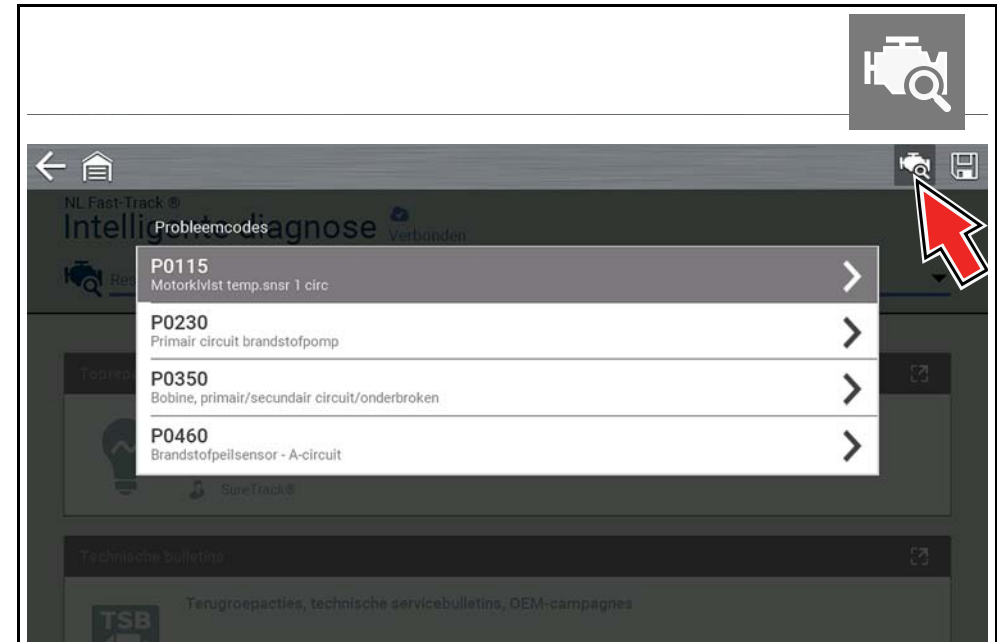 NL Fast-Track ®
Intelligente diagnose
Verbonden
Probleemcodes
Res
P0115
Motorklvlst temp.snsr 1 circ
P0230
Primair circuit brandstofpomp
P0350
Bobine, primair/secundair circuit/onderbroken
P0460
Brandstofpeilsensor - A-circuit
SureTrack®
Technische bulletins
Terugroepacties, technische servicebulletins, OEM-campagnes
TSB